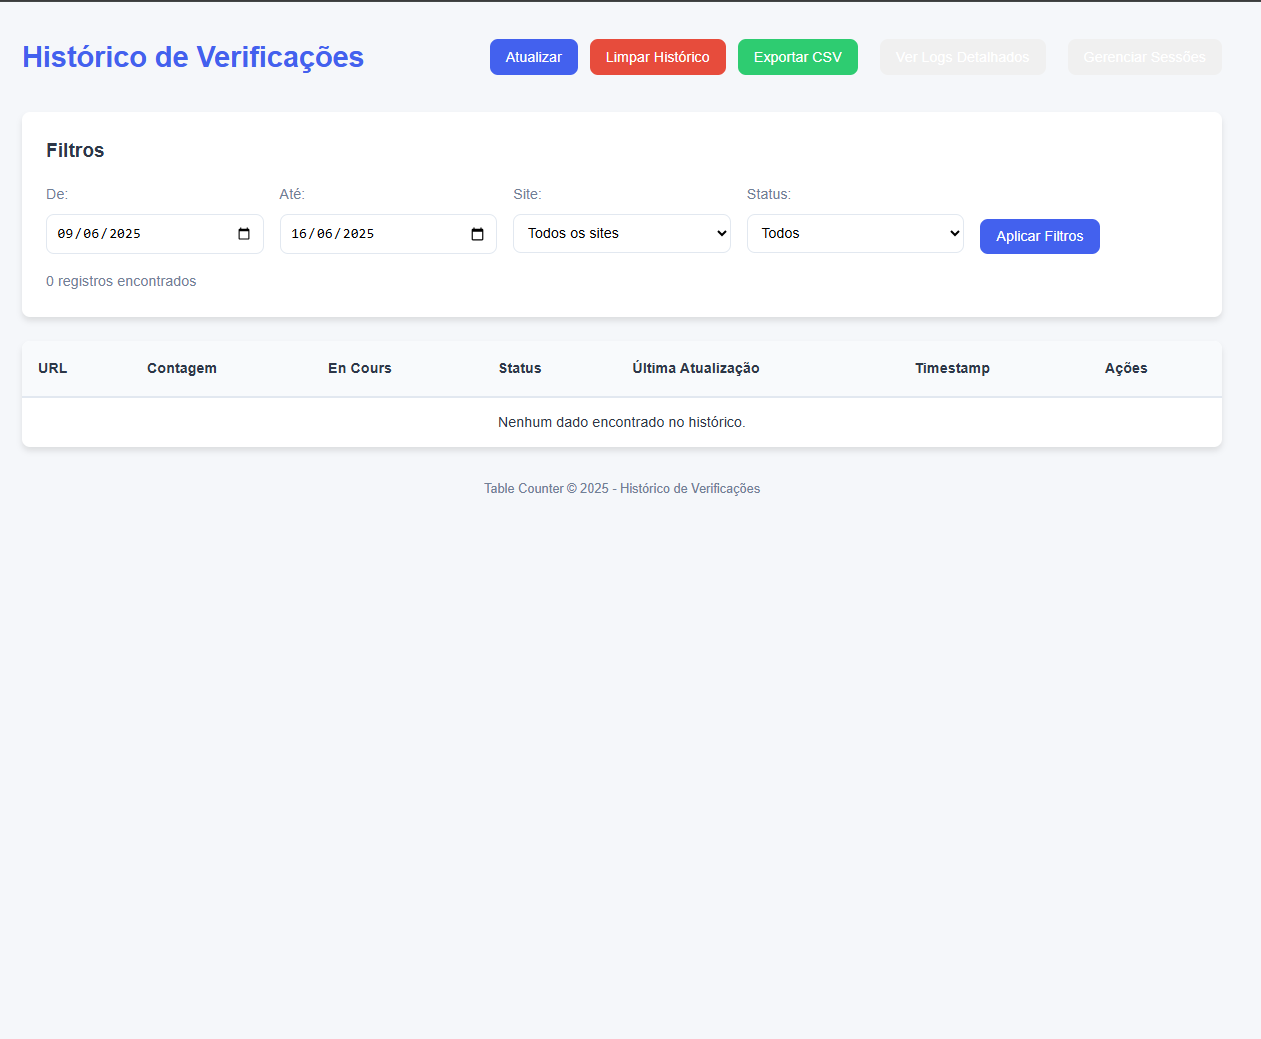 Histórico de Verificações
Atualizar
Limpar Histórico
Exportar CSV
Ver Logs Detalhados
Gerenciar Sessões
Filtros
De:
Até:
Site:
Status:
09/06/2025
16/06/2025
Todos os sites
Todos
Aplicar Filtros
0 registros encontrados
URL
Contagem
En Cours
Status
Última Atualização
Timestamp
Ações
Nenhum dado encontrado no histórico.
Table Counter © 2025 - Histórico de Verificações